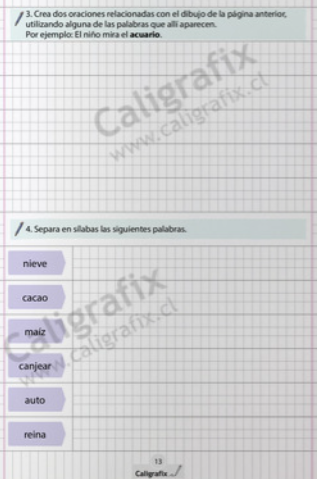 3. Crea dos oraciones relacionadas con el dibujo de la página anterior,
utilizando alguna de las palabras que allí aparecen.
Por ejemplo: El niño mira el acuario.
Caligrafix
www.caligrafix.cl
4. Separa en sílabas las siguientes palabras.
nieve
cacao
maíz
canjear
auto
reina
Caligrafix
www.caligrafix.cl
13
Caligrafix